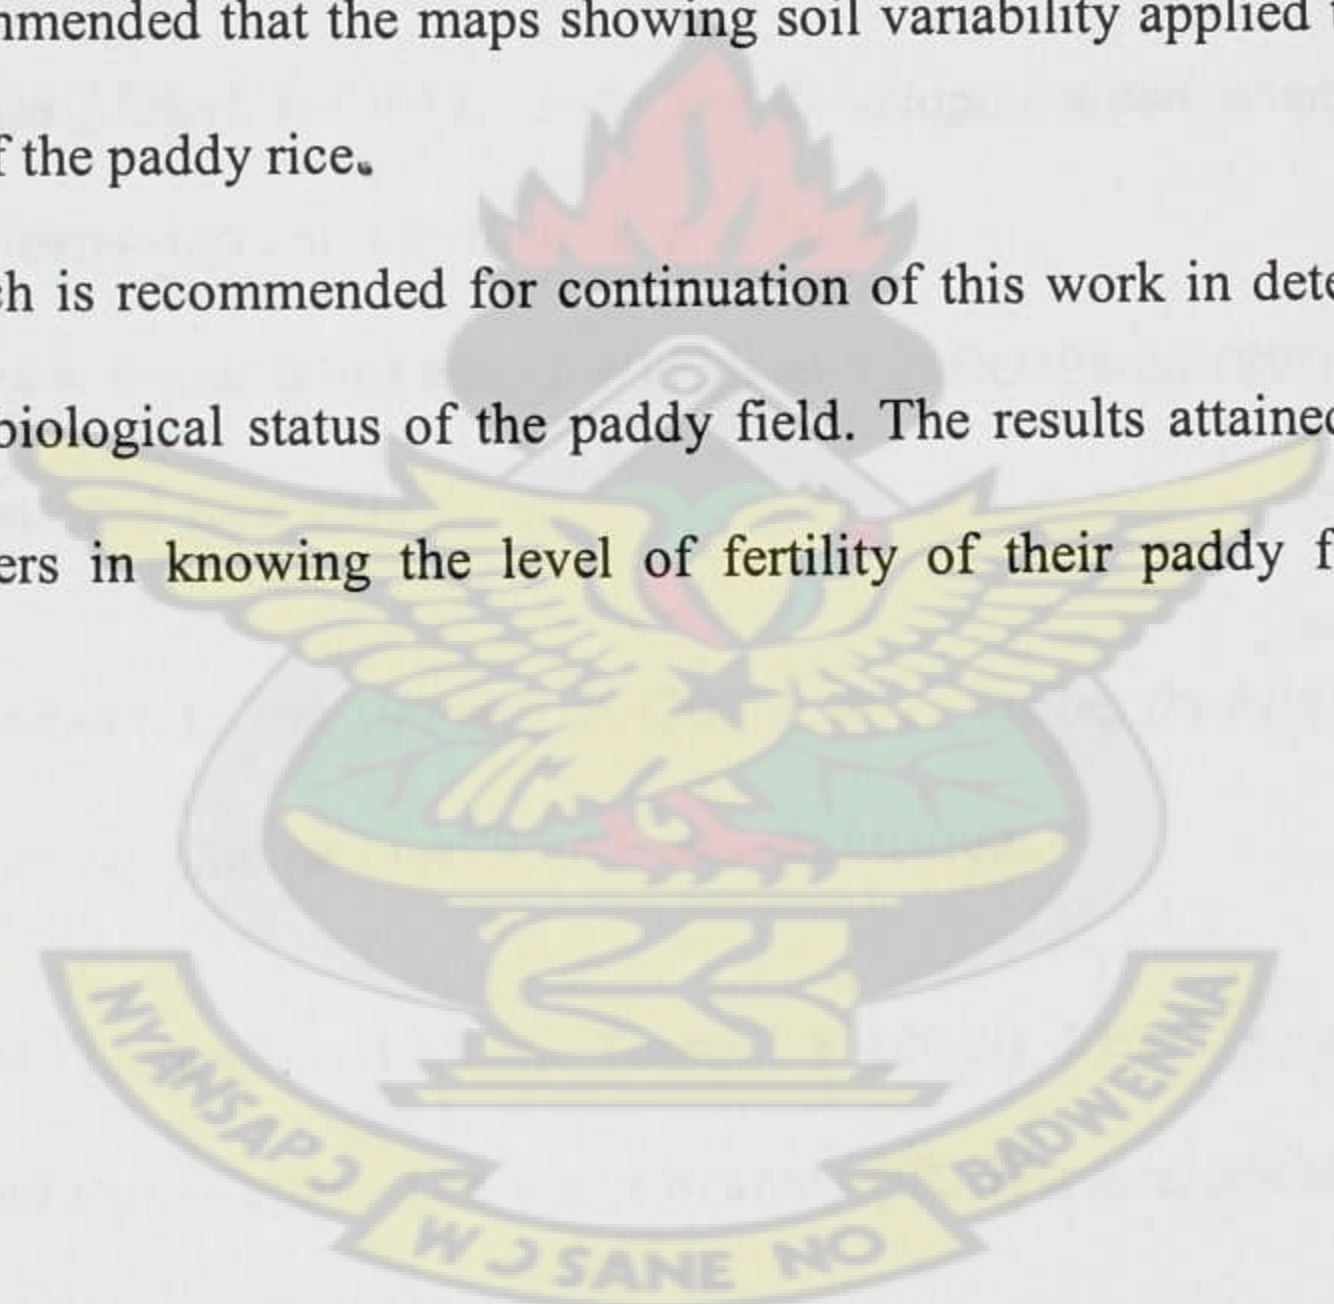 mmended that the maps showing soil variability applied
f the paddy rice.
ch is recommended for continuation of this work in dete
biological status of the paddy field. The results attained
ers in knowing the level of fertility of their paddy f
NYANSAPƆ
WƆ SANE NO
BADWENMA